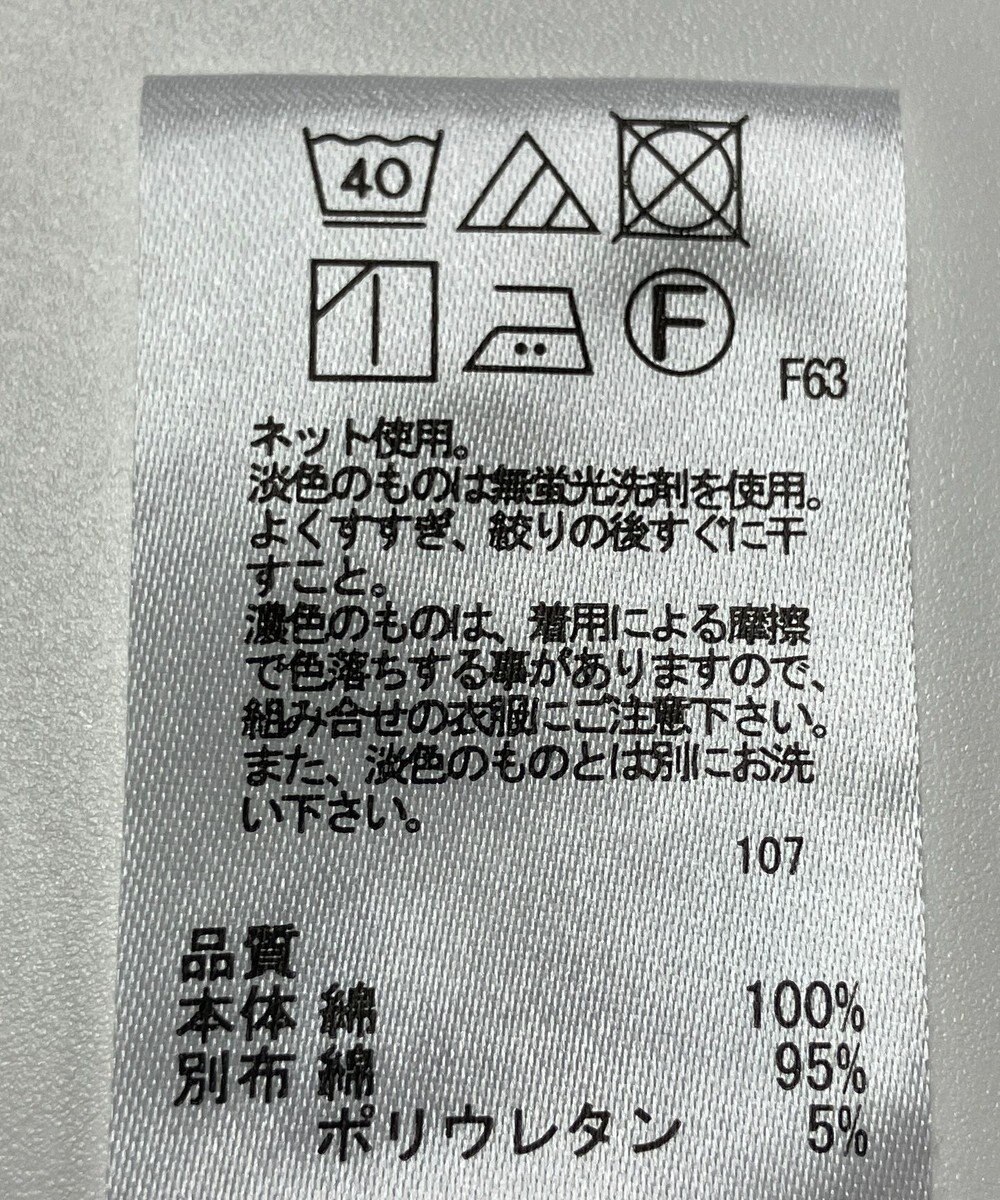 40
F
F63
ネット使用。
淡色のものは無蛍光洗剤を使用。
よくすすぎ、絞りの後すぐに干
すこと。
濃色のものは、着用による摩擦
で色落ちする事がありますので、
組み合せの衣服にご注意下さい。
また、淡色のものとは別にお洗
い下さい。
107
品質
本体 綿 100%
別布 綿 95%
ポリウレタン 5%